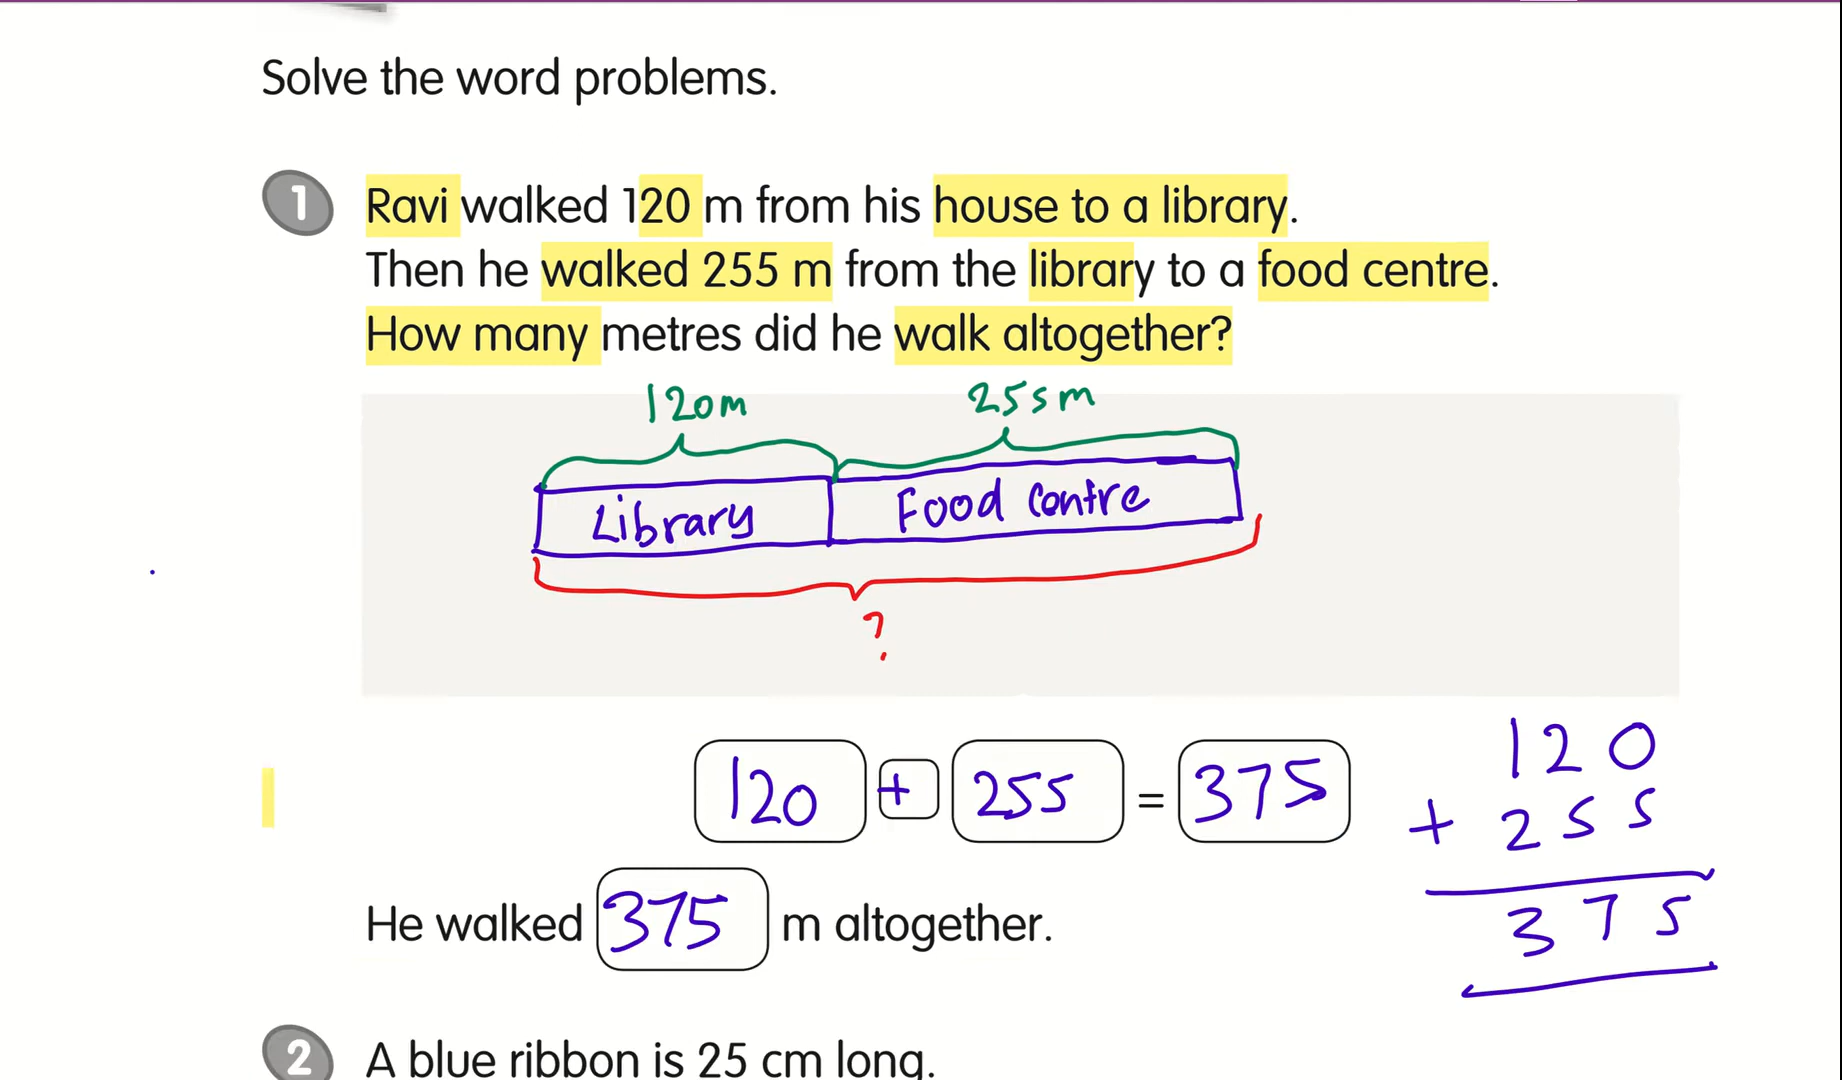 Solve the word problems.
1 Ravi walked 120 m from his house to a library.
Then he walked 255 m from the library to a food centre.
How many metres did he walk altogether?
120m 255m
Library Food Centre
?
120 + 255 = 375
120
+ 255
375
He walked 375 m altogether.
2 A blue ribbon is 25 cm long.